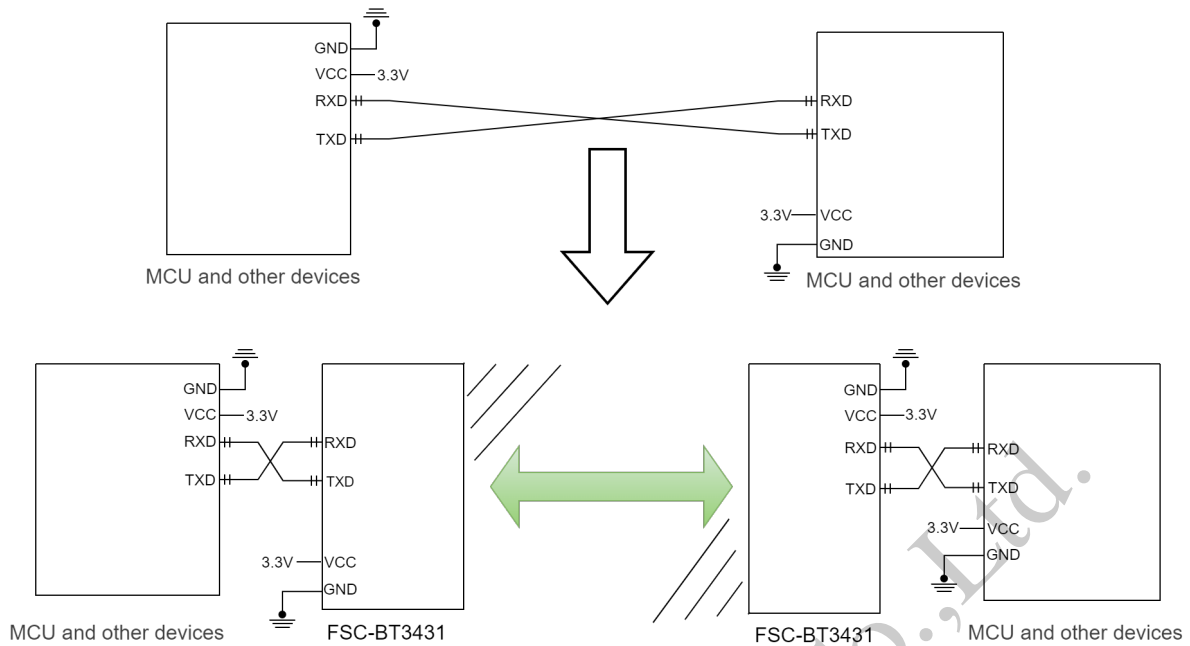 GND
VCC 3.3V
RXD
TXD
RXD
TXD
3.3V VCC
GND
MCU and other devices
MCU and other devices
GND
VCC 3.3V
RXD
TXD
RXD
TXD
3.3V VCC
GND
MCU and other devices
FSC-BT3431
GND
VCC 3.3V
RXD
TXD
RXD
TXD
3.3V VCC
GND
FSC-BT3431
MCU and other devices
.,Ltd.